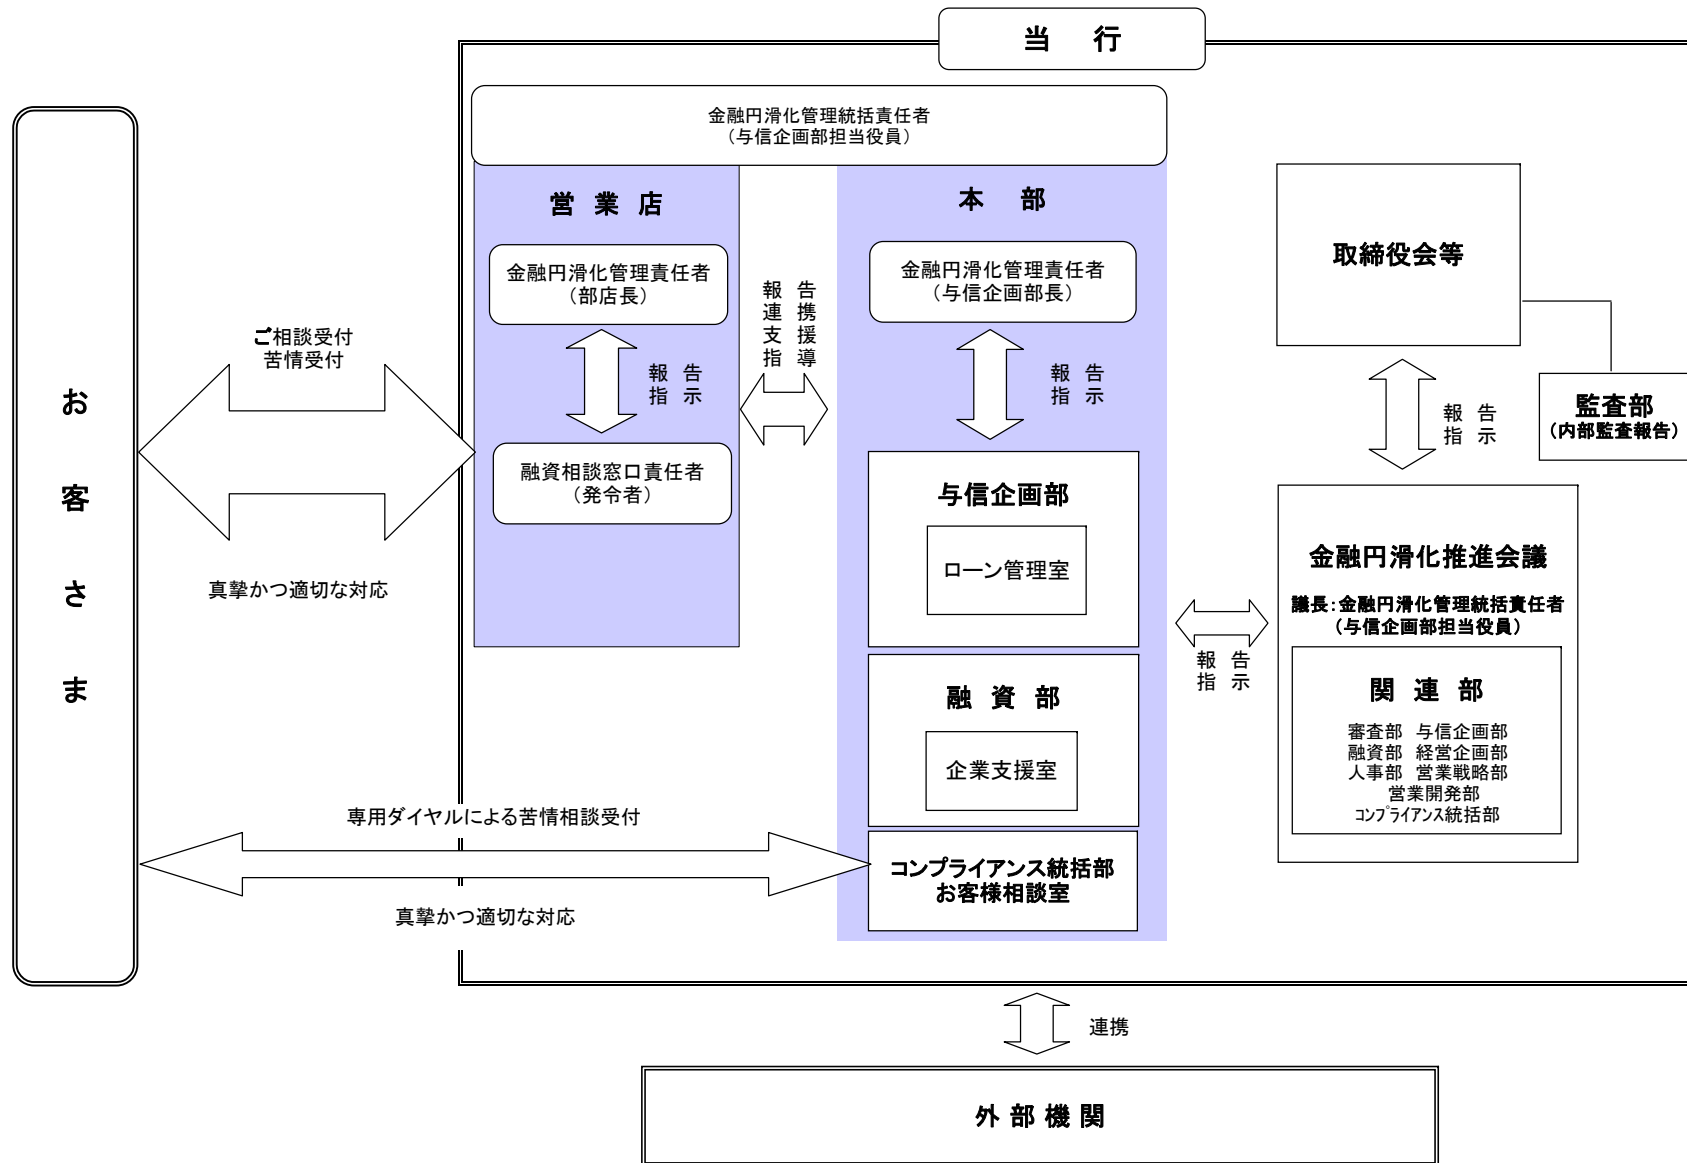 当 行
お客さま
金融円滑化管理統括責任者
（与信企画部担当役員）
営 業 店
金融円滑化管理責任者
（部店長）
報 告
指 示
融資相談窓口責任者
（発令者）
ご相談受付
苦情受付
真摯かつ適切な対応
報 告
連 携
支 援
指 導
本 部
金融円滑化管理責任者
（与信企画部長）
報 告
指 示
与信企画部
ローン管理室
融 資 部
企業支援室
コンプライアンス統括部
お客様相談室
専用ダイヤルによる苦情相談受付
真摯かつ適切な対応
報 告
指 示
取締役会等
監査部
（内部監査報告）
報 告
指 示
金融円滑化推進会議
議長：金融円滑化管理統括責任者
（与信企画部担当役員）
関 連 部
審査部 与信企画部
融資部 経営企画部
人事部 営業戦略部
営業開発部
コンプライアンス統括部
連携
外 部 機 関